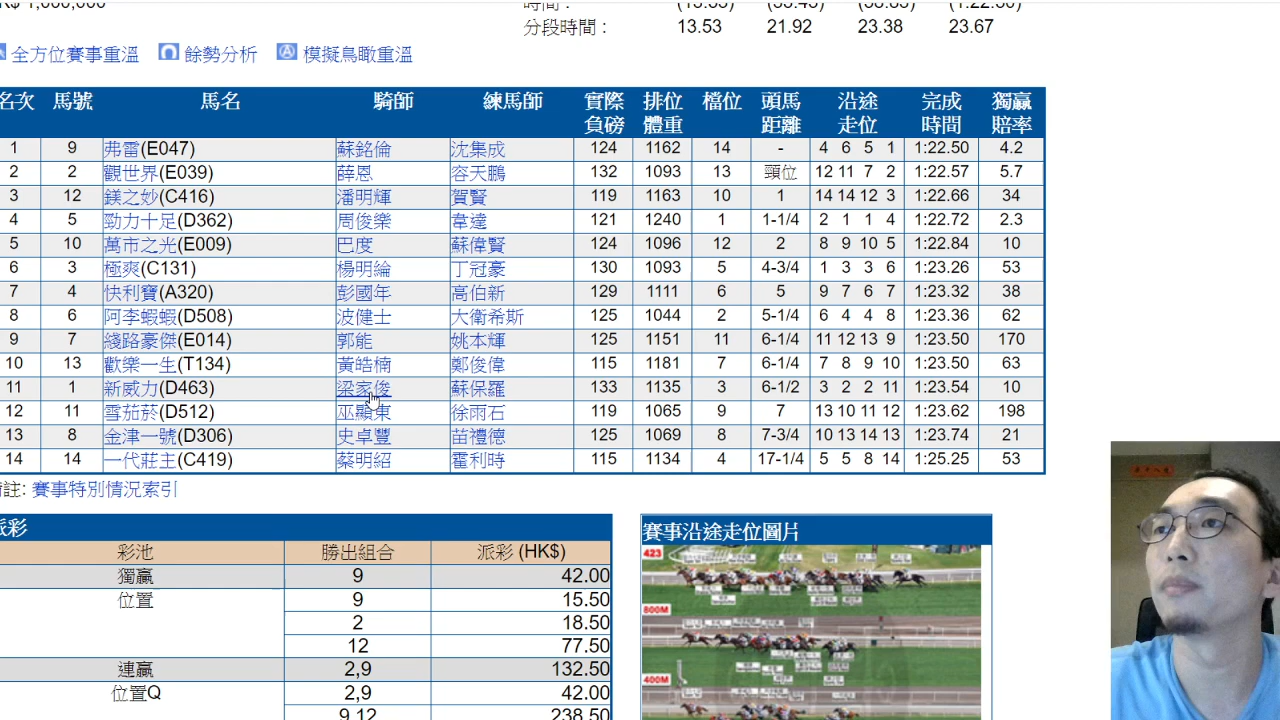 K$ 1,000,000
時間： (13.53) (35.45) (58.83) (1:22.50)
分段時間： 13.53 21.92 23.38 23.67
全方位賽事重溫 餘勢分析 模擬鳥瞰重溫
名次 馬號 馬名 騎師 練馬師 實際負磅 排位體重 檔位 頭馬距離 沿途走位 完成時間 獨贏賠率
1 9 弗雷(E047) 蘇銘倫 沈集成 124 1162 14 - 4 6 5 1 1:22.50 4.2
2 2 觀世界(E039) 薛恩 容天鵬 132 1093 13 頸位 12 11 7 2 1:22.57 5.7
3 12 鎂之妙(C416) 潘明輝 賀賢 119 1163 10 1 14 14 12 3 1:22.66 34
4 5 勁力十足(D362) 周俊樂 韋達 121 1240 1 1-1/4 2 1 1 4 1:22.72 2.3
5 10 萬市之光(E009) 巴度 蘇偉賢 124 1096 12 2 8 9 10 5 1:22.84 10
6 3 極爽(C131) 楊明綸 丁冠豪 130 1093 5 4-3/4 1 3 3 6 1:23.26 53
7 4 快利寶(A320) 彭國年 高伯新 129 1111 6 5 9 7 6 7 1:23.32 38
8 6 阿李蝦蝦(D508) 波健士 大衛希斯 125 1044 2 5-1/4 6 4 4 8 1:23.36 62
9 7 綫路豪傑(E014) 郭能 姚本輝 125 1151 11 6-1/4 11 12 13 9 1:23.50 170
10 13 歡樂一生(T134) 黃皓楠 鄭俊偉 115 1181 7 6-1/4 7 8 9 10 1:23.50 63
11 1 新威力(D463) 梁家俊 蘇保羅 133 1135 3 6-1/2 3 2 2 11 1:23.54 10
12 11 雪茄菸(D512) 巫顯東 徐雨石 119 1065 9 7 13 10 11 12 1:23.62 198
13 8 金津一號(D306) 史卓豐 苗禮德 125 1069 8 7-3/4 10 13 14 13 1:23.74 21
14 14 一代莊主(C419) 蔡明紹 霍利時 115 1134 4 17-1/4 5 5 8 14 1:25.25 53
註: 賽事特別情況索引
派彩
彩池 勝出組合 派彩 (HK$)
獨贏 9 42.00
位置 9 15.50
2 18.50
12 77.50
連贏 2,9 132.50
位置Q 2,9 42.00
9,12 238.50
賽事沿途走位圖片
423
800M
400M